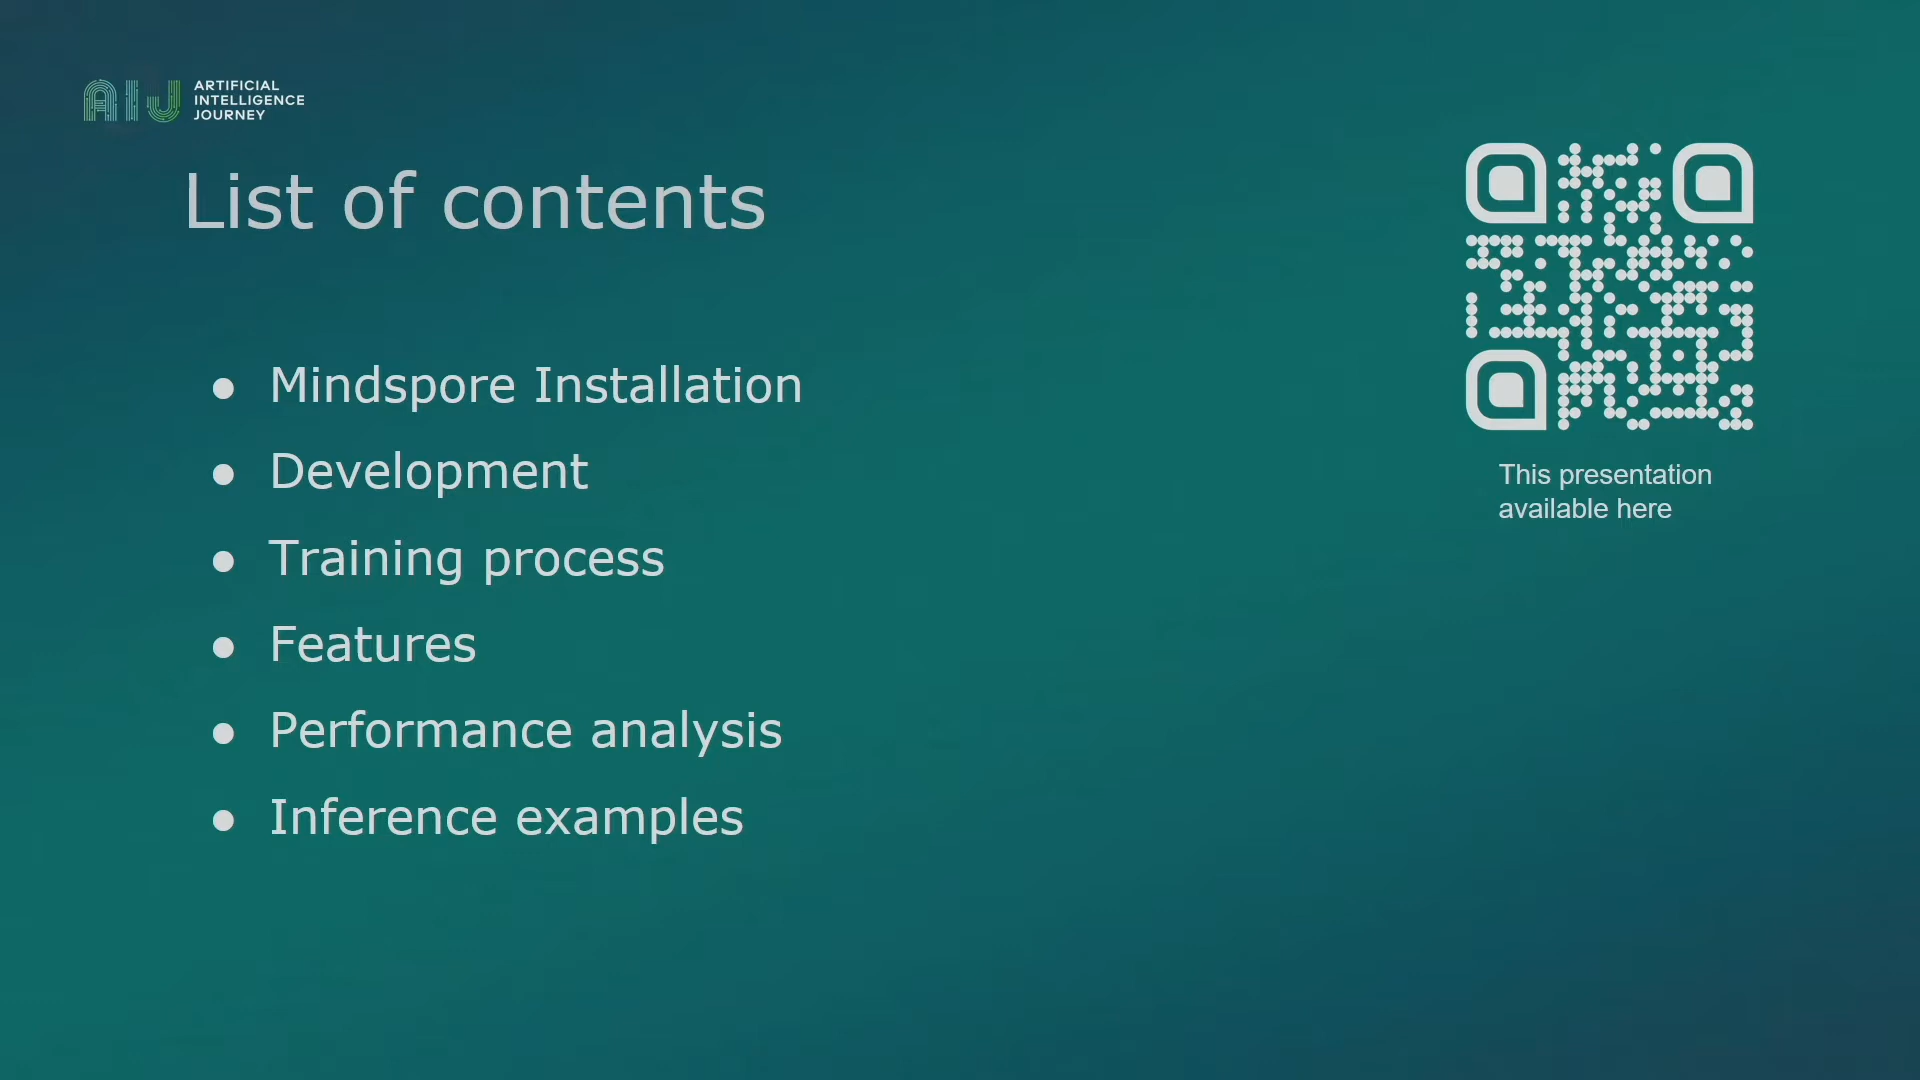 AIJ
ARTIFICIAL
INTELLIGENCE
JOURNEY
List of contents
● Mindspore Installation
● Development
● Training process
● Features
● Performance analysis
● Inference examples
This presentation
available here